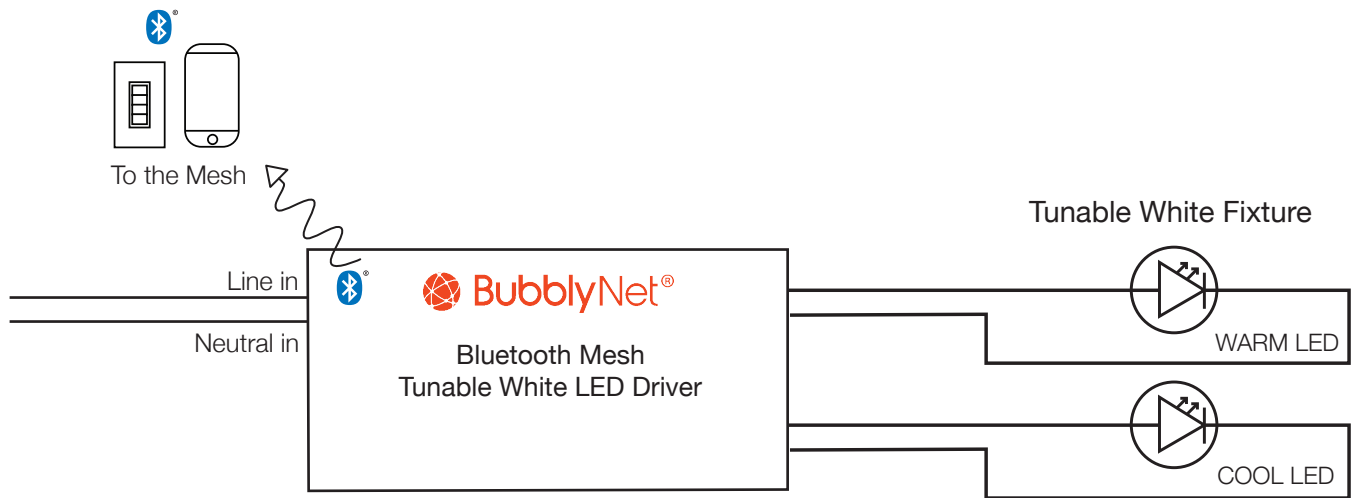 To the Mesh
Tunable White Fixture
Line in
BubblyNet®
Neutral in
Bluetooth Mesh
Tunable White LED Driver
WARM LED
COOL LED